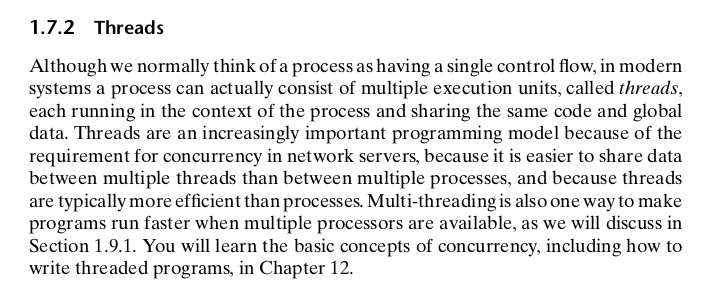 1.7.2 Threads
Although we normally think of a process as having a single control flow, in modern
systems a process can actually consist of multiple execution units, called threads,
each running in the context of the process and sharing the same code and global
data. Threads are an increasingly important programming model because of the
requirement for concurrency in network servers, because it is easier to share data
between multiple threads than between multiple processes, and because threads
are typically more efficient than processes. Multi-threading is also one way to make
programs run faster when multiple processors are available, as we will discuss in
Section 1.9.1. You will learn the basic concepts of concurrency, including how to
write threaded programs, in Chapter 12.